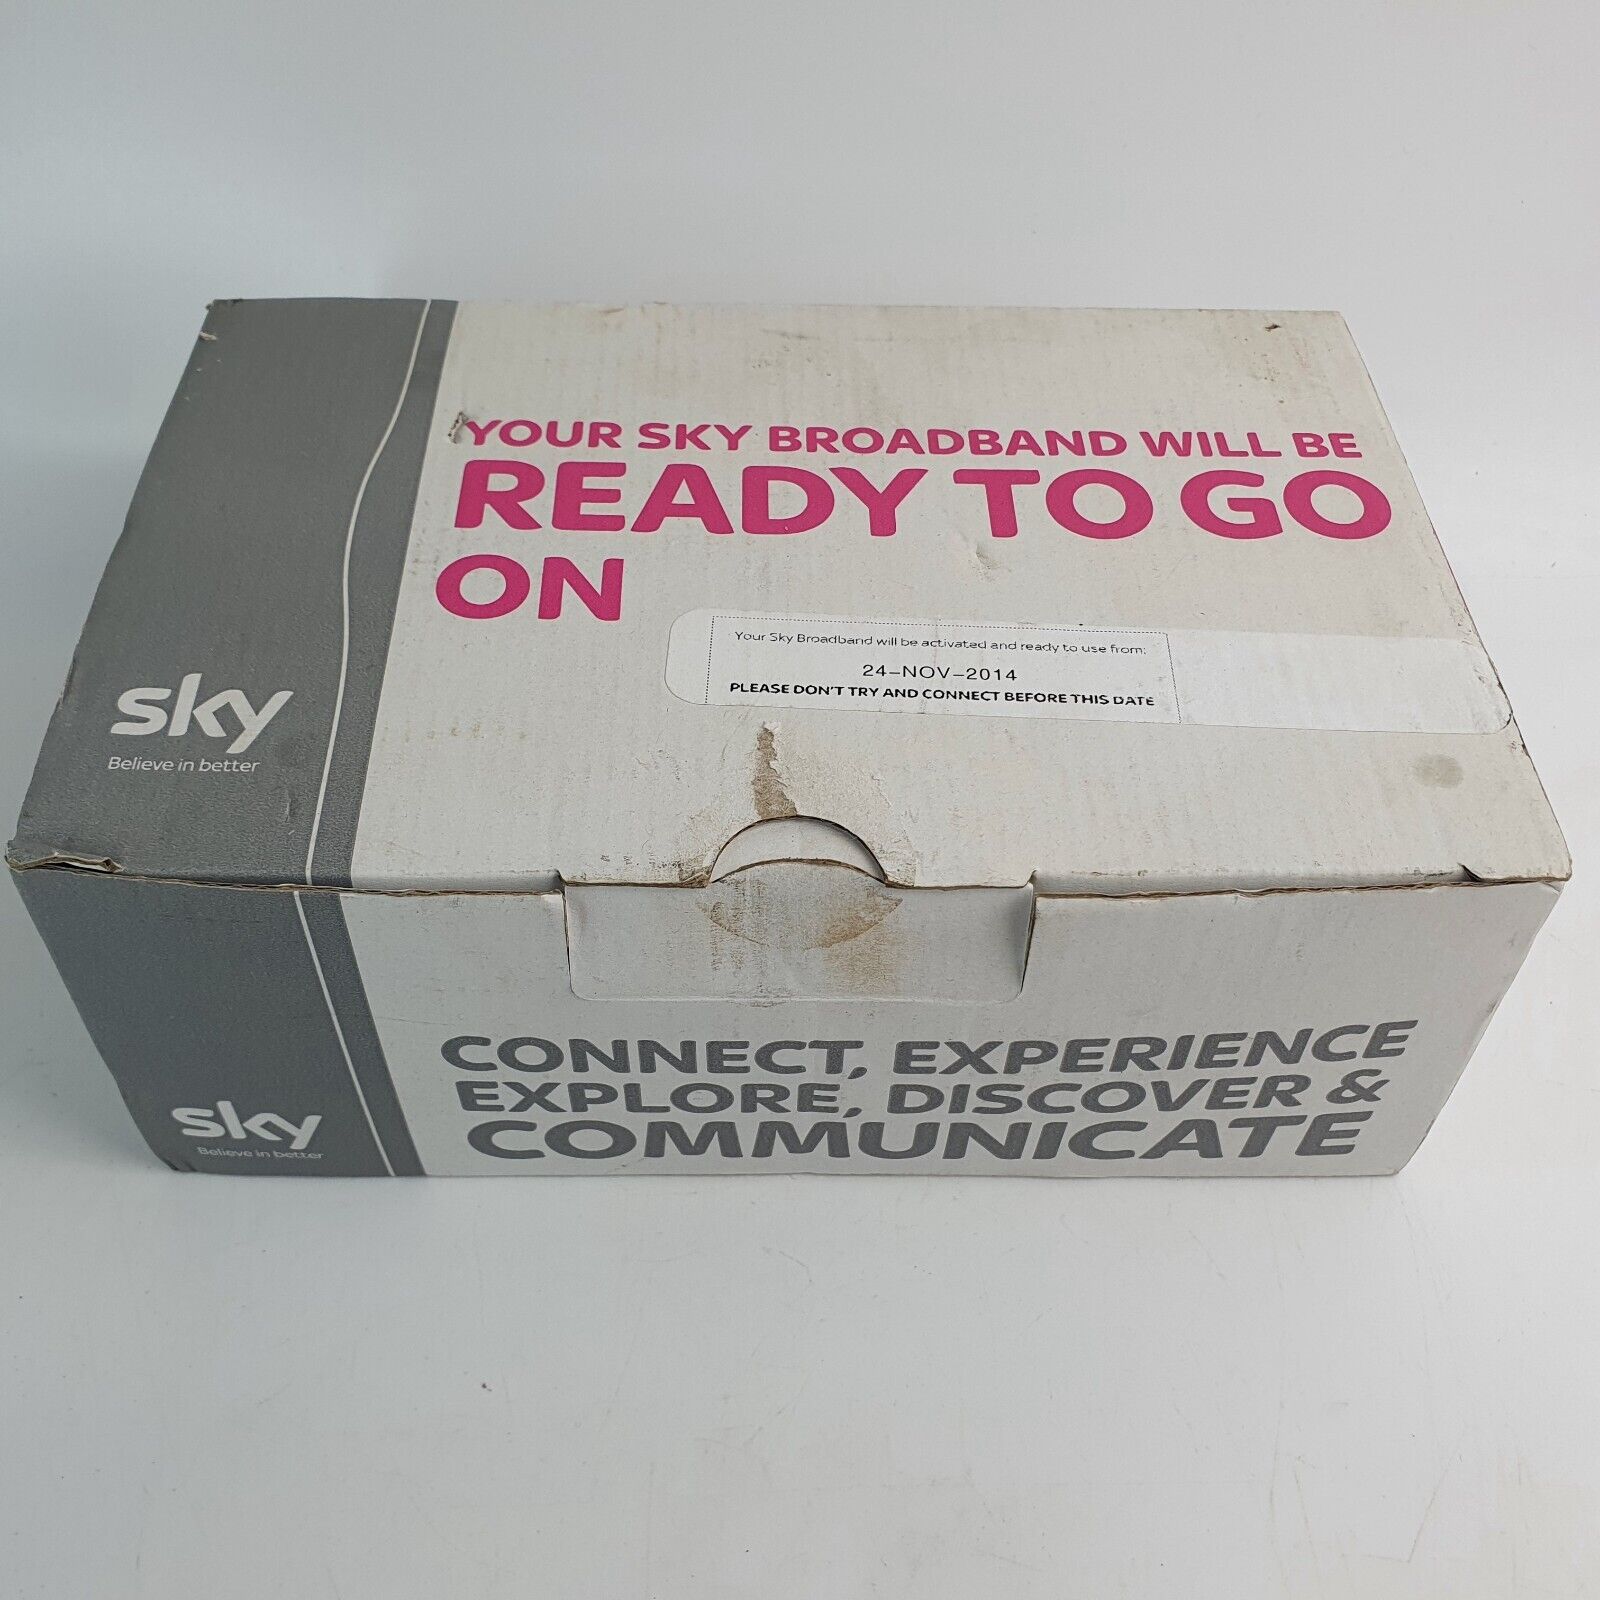 YOUR SKY BROADBAND WILL BE
READY TO GO
ON
Your Sky Broadband will be activated and ready to use from:
24-NOV-2014
PLEASE DON'T TRY AND CONNECT BEFORE THIS DATE
sky
Believe in better
CONNECT, EXPERIENCE
EXPLORE, DISCOVER &
COMMUNICATE
sky
Believe in better